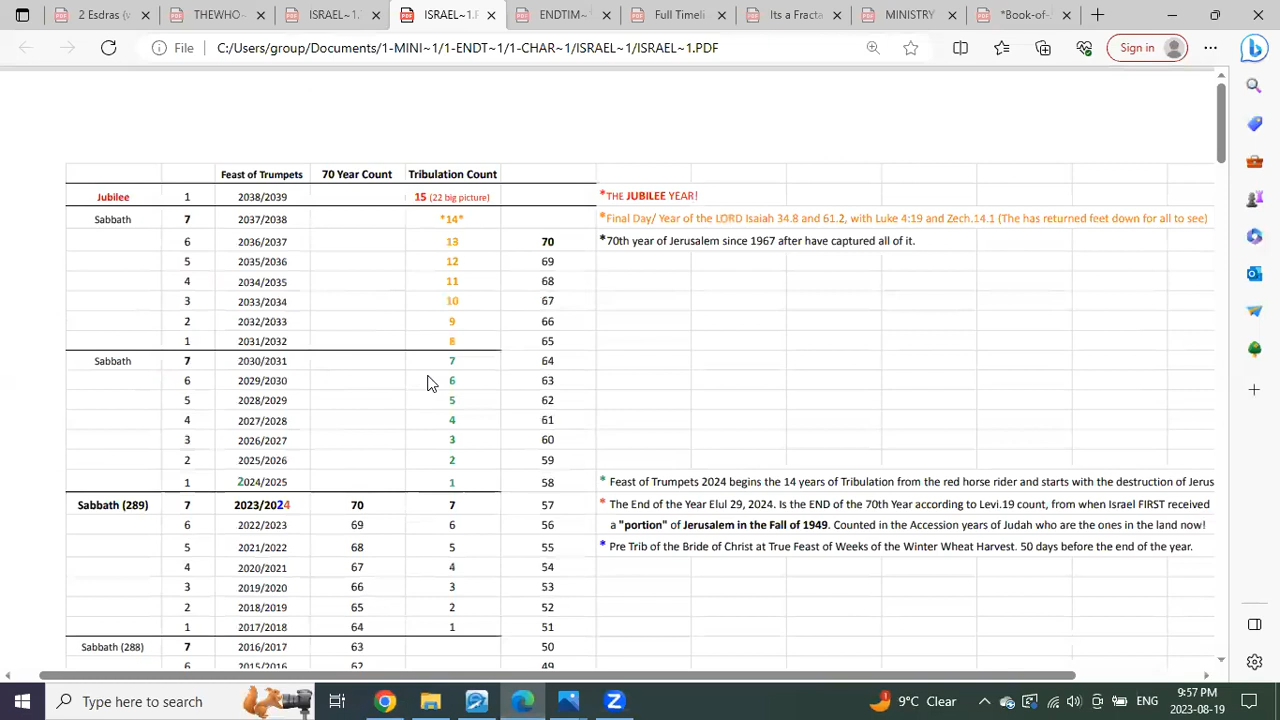 2 Esdras (v
THEWHO~
ISRAEL~1.
ISRAEL~1.P
ENDTIM~
Full Timeli
Its a Fracta
MINISTRY
*Book-of-
File C:/Users/group/Documents/1-MINI~1/1-ENDT~1/1-CHAR~1/ISRAEL~1/ISRAEL~1.PDF
Sign in
Feast of Trumpets 70 Year Count Tribulation Count
Jubilee 1 2038/2039 15 (22 big picture) *THE JUBILEE YEAR!
Sabbath 7 2037/2038 *14* *Final Day/ Year of the LORD Isaiah 34.8 and 61.2, with Luke 4:19 and Zech.14.1 (The has returned feet down for all to see)
6 2036/2037 13 70 *70th year of Jerusalem since 1967 after have captured all of it.
5 2035/2036 12 69
4 2034/2035 11 68
3 2033/2034 10 67
2 2032/2033 9 66
1 2031/2032 8 65
Sabbath 7 2030/2031 7 64
6 2029/2030 6 63
5 2028/2029 5 62
4 2027/2028 4 61
3 2026/2027 3 60
2 2025/2026 2 59
1 2024/2025 1 58 * Feast of Trumpets 2024 begins the 14 years of Tribulation from the red horse rider and starts with the destruction of Jerus
Sabbath (289) 7 2023/2024 70 7 57 * The End of the Year Elul 29, 2024. Is the END of the 70th Year according to Levi.19 count, from when Israel FIRST received
6 2022/2023 69 6 56 a "portion" of Jerusalem in the Fall of 1949. Counted in the Accession years of Judah who are the ones in the land now!
5 2021/2022 68 5 55 * Pre Trib of the Bride of Christ at True Feast of Weeks of the Winter Wheat Harvest. 50 days before the end of the year.
4 2020/2021 67 4 54
3 2019/2020 66 3 53
2 2018/2019 65 2 52
1 2017/2018 64 1 51
Sabbath (288) 7 2016/2017 63 50
6 2015/2016 62 49
Type here to search
1
9°C Clear
ENG
9:57 PM
2023-08-19